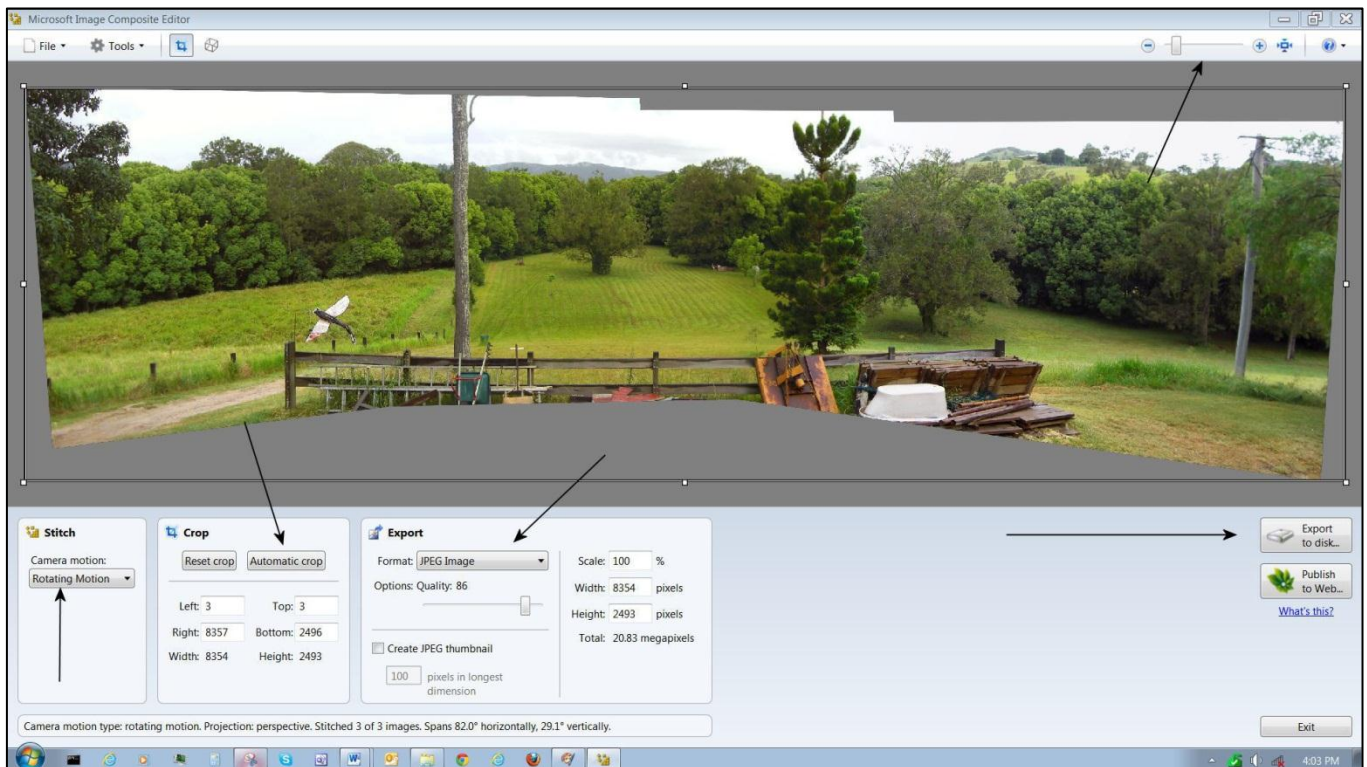 Microsoft Image Composite Editor
File Tools
Stitch
Camera motion:
Rotating Motion
Crop
Reset crop Automatic crop
Left: 3 Top: 3
Right: 8357 Bottom: 2496
Width: 8354 Height: 2493
Export
Format: JPEG Image
Options: Quality: 86
Create JPEG thumbnail
100 pixels in longest
dimension
Scale: 100 %
Width: 8354 pixels
Height: 2493 pixels
Total: 20.83 megapixels
Export
to disk...
Publish
to Web...
What's this?
Camera motion type: rotating motion. Projection: perspective. Stitched 3 of 3 images. Spans 82.0° horizontally, 29.1° vertically.
Exit
4:03 PM